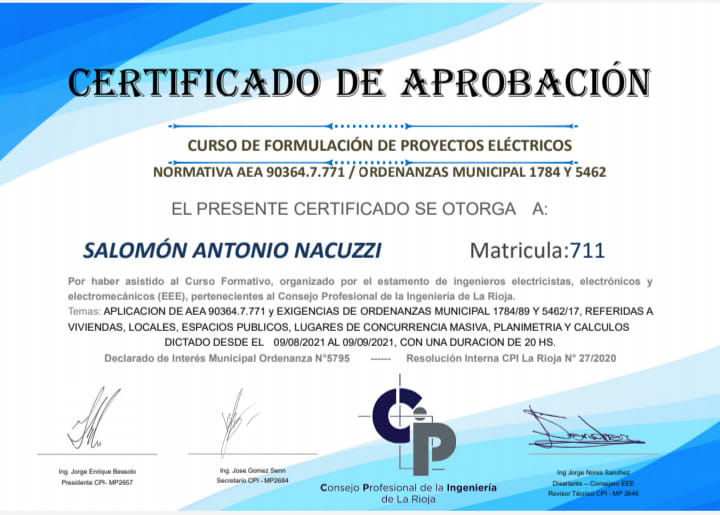 CERTIFICADO DE APROBACIÓN
CURSO DE FORMULACIÓN DE PROYECTOS ELÉCTRICOS
NORMATIVA AEA 90364.7.771 / ORDENANZAS MUNICIPAL 1784 Y 5462
EL PRESENTE CERTIFICADO SE OTORGA A:
SALOMÓN ANTONIO NACUZZI Matricula:711
Por haber asistido al Curso Formativo, organizado por el estamento de ingenieros electricistas, electrónicos y
electromecánicos (EEE), pertenecientes al Consejo Profesional de la Ingeniería de La Rioja.
Temas: APLICACION DE AEA 90364.7.771 y EXIGENCIAS DE ORDENANZAS MUNICIPAL 1784/89 Y 5462/17, REFERIDAS A
VIVIENDAS, LOCALES, ESPACIOS PUBLICOS, LUGARES DE CONCURRENCIA MASIVA, PLANIMETRIA Y CALCULOS
DICTADO DESDE EL 09/08/2021 AL 09/09/2021, CON UNA DURACION DE 20 HS.
Declarado de Interés Municipal Ordenanza N°5795 ------ Resolución Interna CPI La Rioja N° 27/2020
Ing. Jorge Enrique Bessolo
Presidente CPI- MP2657
Ing. Jose Gomez Senn
Secretario CPI - MP2684
CiP
Consejo Profesional de la Ingeniería
de La Rioja
Ing Jorge Norea Sanchez
Disertante -- Consejero EEE
Revisor Técnico CPI - MP 2646